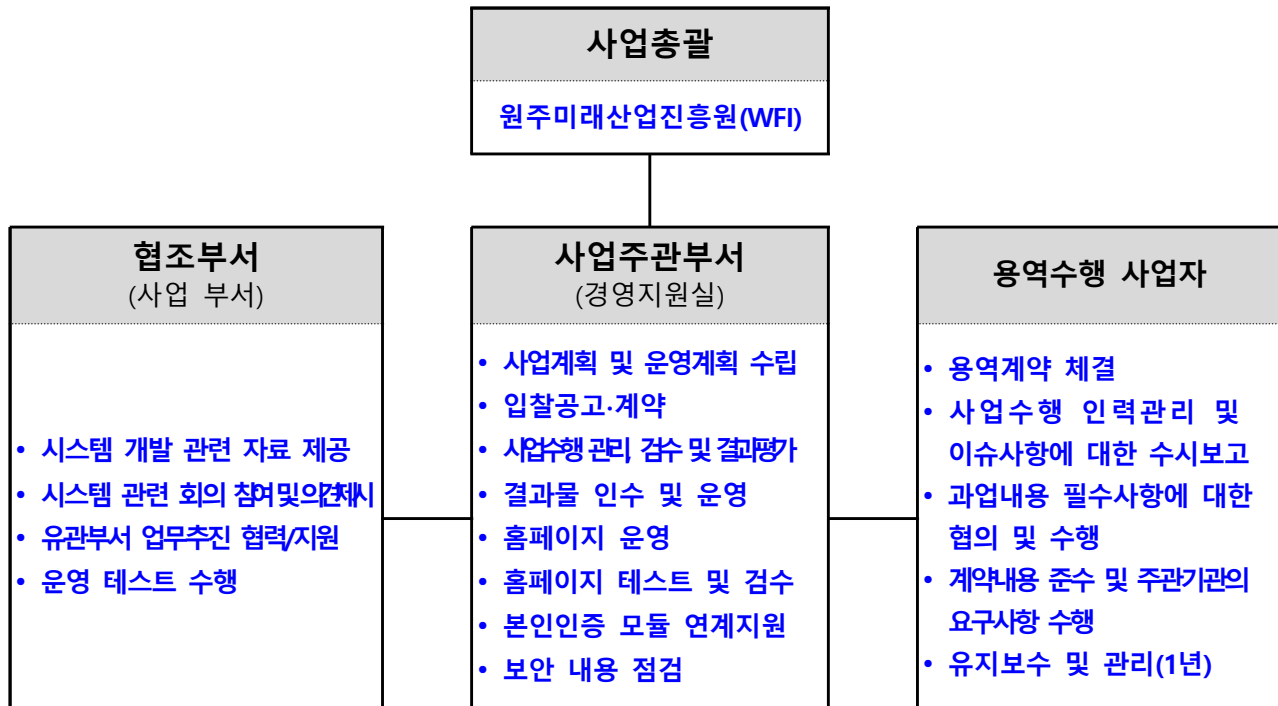 사업총괄
원주미래산업진흥원(WFI)
협조부서
(사업 부서)
• 시스템 개발 관련 자료 제공
• 시스템 관련 회의 참여및의견제시
• 유관부서 업무추진 협력/지원
• 운영 테스트 수행
사업주관부서
(경영지원실)
• 사업계획 및 운영계획 수립
• 입찰공고·계약
• 사업수행 관리, 검수 및 결과평가
• 결과물 인수 및 운영
• 홈페이지 운영
• 홈페이지 테스트 및 검수
• 본인인증 모듈 연계지원
• 보안 내용 점검
용역수행 사업자
• 용역계약 체결
• 사업수행 인력관리 및
이슈사항에 대한 수시보고
• 과업내용 필수사항에 대한
협의 및 수행
• 계약내용 준수 및 주관기관의
요구사항 수행
• 유지보수 및 관리(1년)